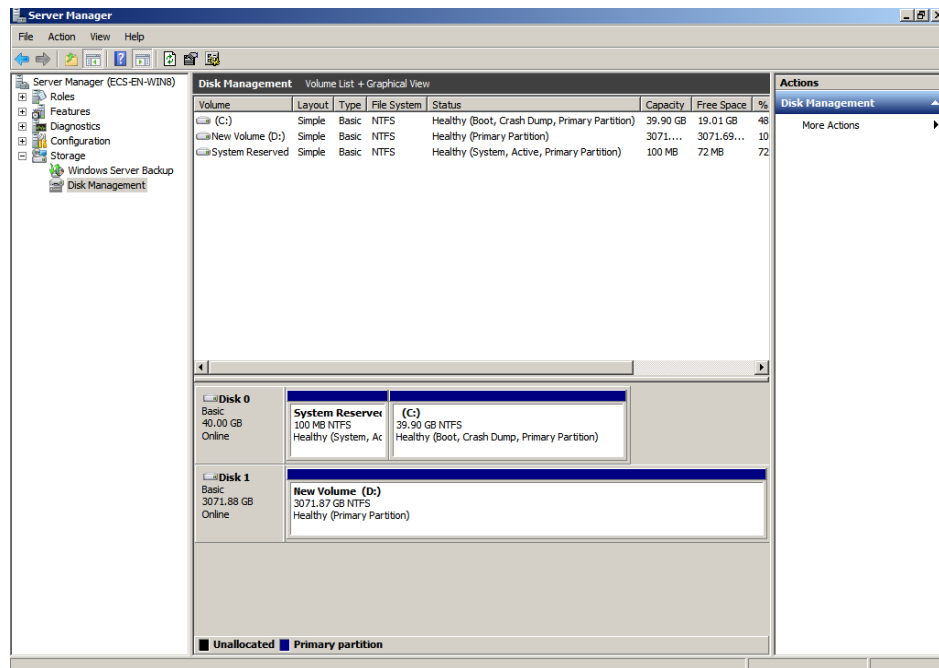 Server Manager
File Action View Help
Server Manager (ECS-EN-WIN8)
Roles
Features
Diagnostics
Configuration
Storage
Windows Server Backup
Disk Management
Disk Management Volume List + Graphical View
Volume Layout Type File System Status Capacity Free Space %
(C:) Simple Basic NTFS Healthy (Boot, Crash Dump, Primary Partition) 39.90 GB 19.01 GB 48
New Volume (D:) Simple Basic NTFS Healthy (Primary Partition) 3071.... 3071.69... 10
System Reserved Simple Basic NTFS Healthy (System, Active, Primary Partition) 100 MB 72 MB 72
Disk 0
Basic
40.00 GB
Online
System Reserved
100 MB NTFS
Healthy (System, Ac
(C:)
39.90 GB NTFS
Healthy (Boot, Crash Dump, Primary Partition)
Disk 1
Basic
3071.88 GB
Online
New Volume (D:)
3071.87 GB NTFS
Healthy (Primary Partition)
Unallocated Primary partition
Actions
Disk Management
More Actions